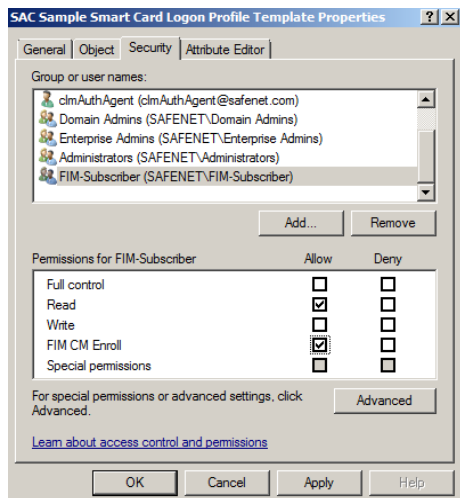 SAC Sample Smart Card Logon Profile Template Properties
General Object Security Attribute Editor
Group or user names:
clmAuthAgent (clmAuthAgent@safenet.com)
Domain Admins (SAFENET\Domain Admins)
Enterprise Admins (SAFENET\Enterprise Admins)
Administrators (SAFENET\Administrators)
FIM-Subscriber (SAFENET\FIM-Subscriber)
Add... Remove
Permissions for FIM-Subscriber Allow Deny
Full control
Read
Write
FIM CM Enroll
Special permissions
For special permissions or advanced settings, click
Advanced.
Advanced
Learn about access control and permissions
OK Cancel Apply Help